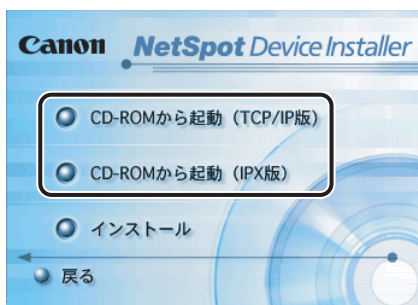 Canon NetSpot Device Installer
CD-ROMから起動（TCP/IP版）
CD-ROMから起動（IPX版）
インストール
戻る